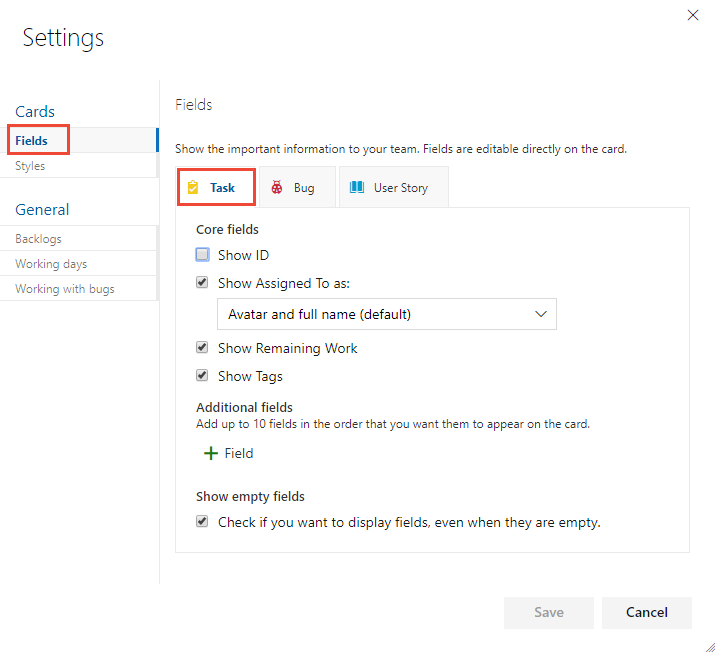 Settings
Cards
Fields
Styles
General
Backlogs
Working days
Working with bugs
Fields
Show the important information to your team. Fields are editable directly on the card.
Task
Bug
User Story
Core fields
Show ID
Show Assigned To as:
Avatar and full name (default)
Show Remaining Work
Show Tags
Additional fields
Add up to 10 fields in the order that you want them to appear on the card.
Field
Show empty fields
Check if you want to display fields, even when they are empty.
Save
Cancel